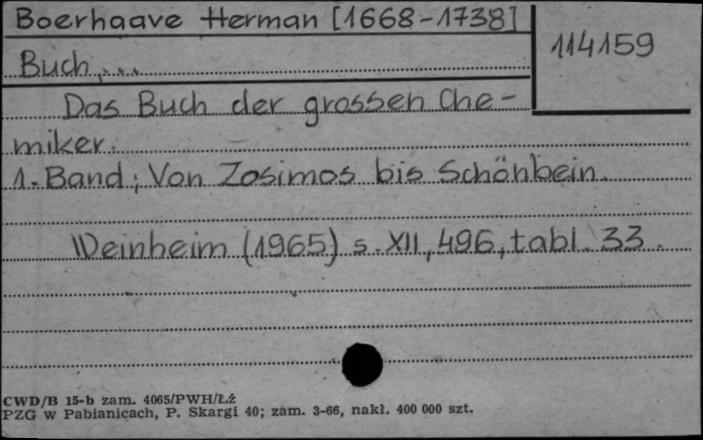 Boerhaave Herman [1668-1738]
114159
Buch,...
Das Buch der grossen Che-
miker.
1. Band; Von Zosimos bis Schönbein.
Weinheim (1965) s. XII, 496, tabl. 33.
CWD/B 15-b zam. 4065/PWH/Łź
PZG w Pabianicach, P. Skargi 40; zam. 3-66, nakł. 400 000 szt.